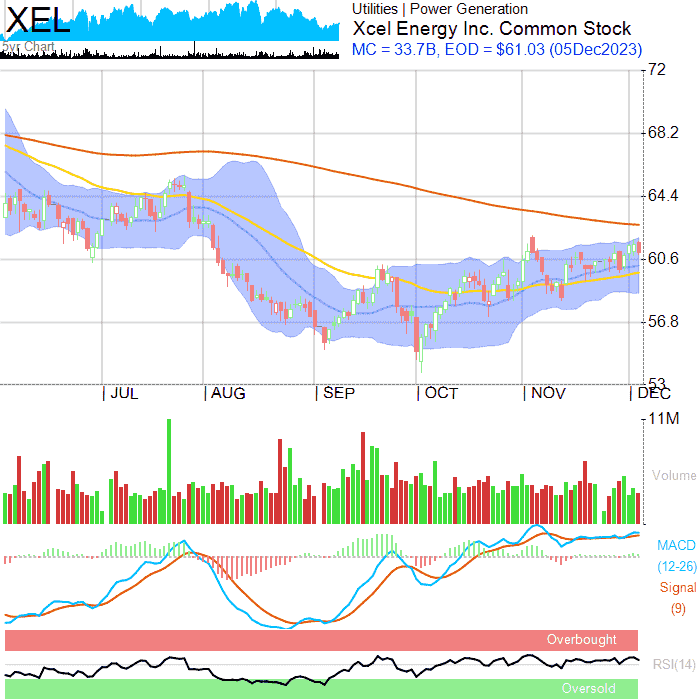 XEL
5yr Chart
Utilities | Power Generation
Xcel Energy Inc. Common Stock
MC = 33.7B, EOD = $61.03 (05Dec2023)
72
68.2
64.4
60.6
56.8
53
| JUL | AUG | SEP | OCT | NOV | DEC
11M
Volume
MACD
(12-26)
Signal
(9)
Overbought
RSI(14)
Oversold